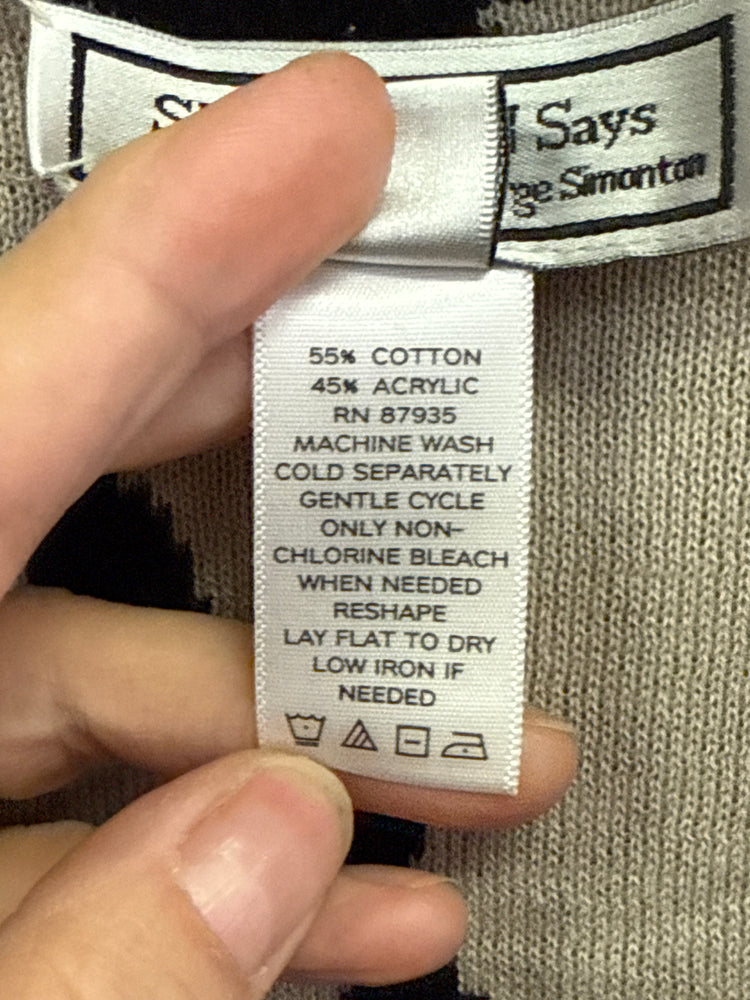 Says
Simonton
55% COTTON
45% ACRYLIC
RN 87935
MACHINE WASH
COLD SEPARATELY
GENTLE CYCLE
ONLY NON-
CHLORINE BLEACH
WHEN NEEDED
RESHAPE
LAY FLAT TO DRY
LOW IRON IF
NEEDED